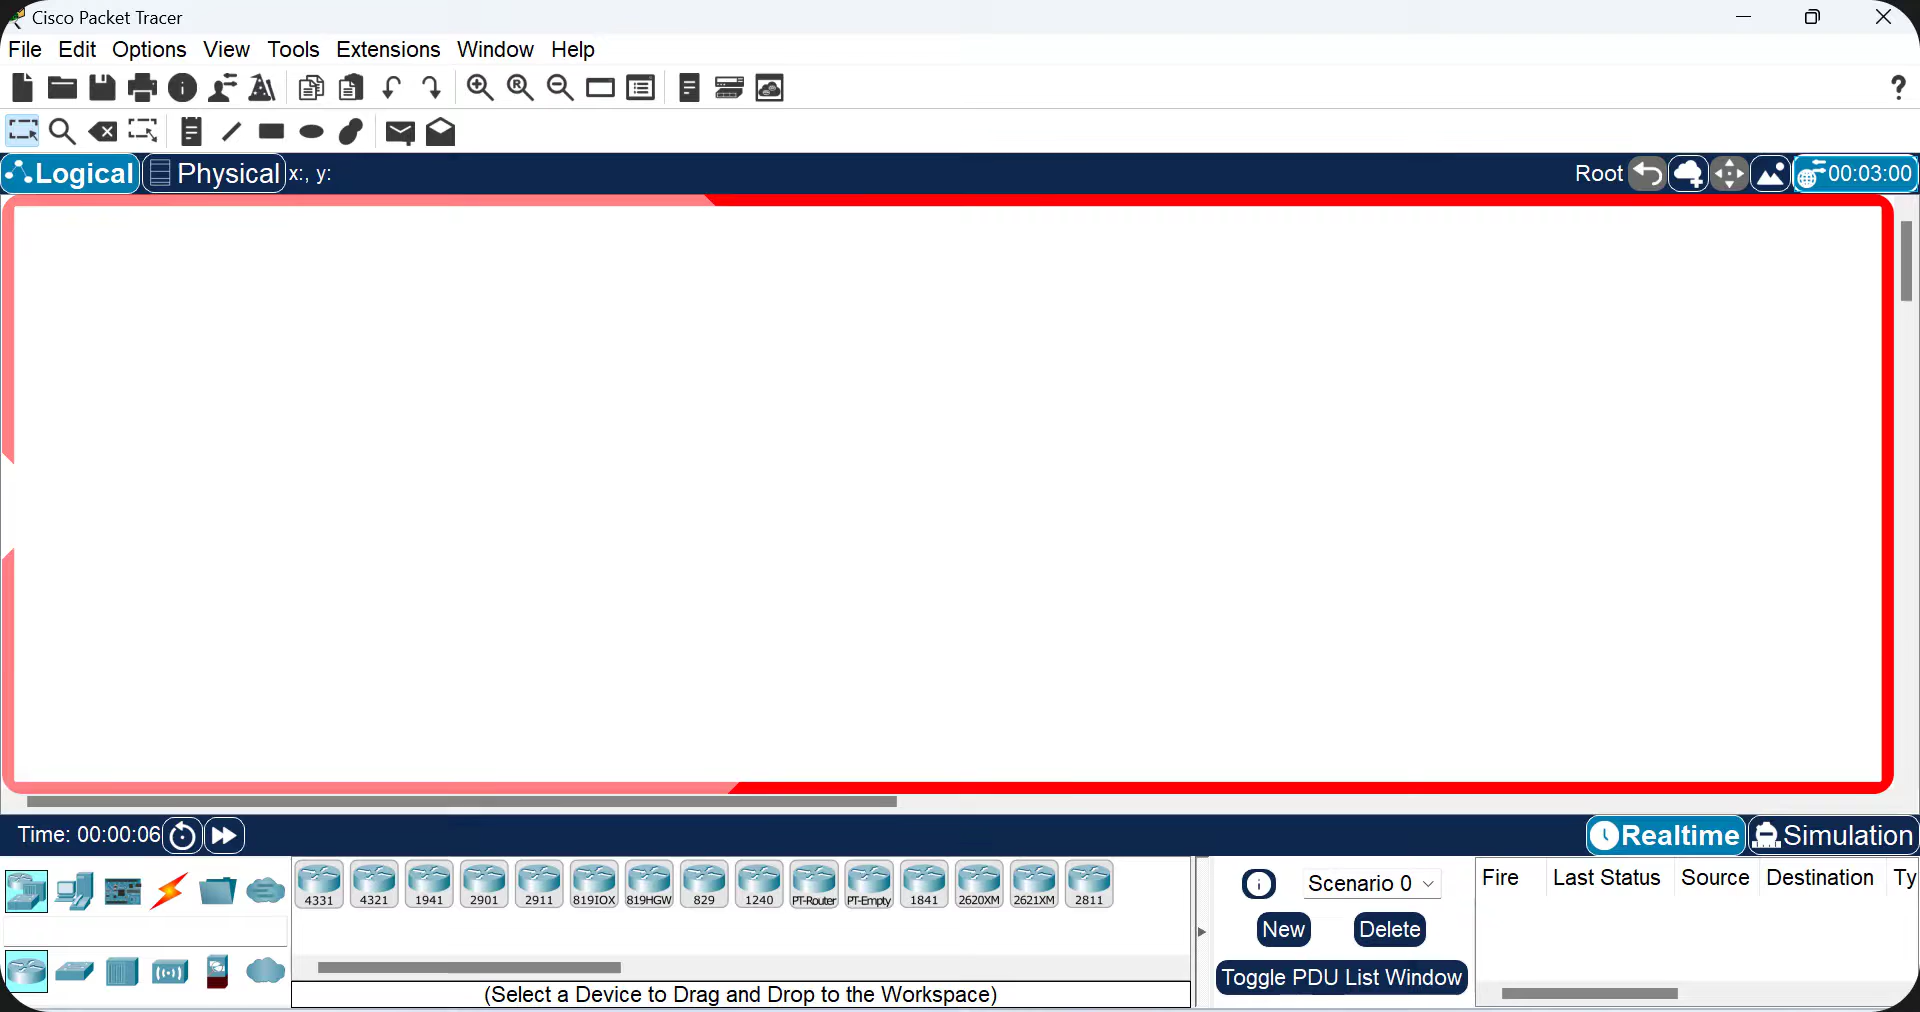 Cisco Packet Tracer
File Edit Options View Tools Extensions Window Help
Logical Physical x:, y: Root 00:03:00
Time: 00:00:06 Realtime Simulation
4331 4321 1941 2901 2911 819IOX 819HGW 829 1240 PT-Router PT-Empty 1841 2620XM 2621XM 2811
Scenario 0
New Delete
Toggle PDU List Window
Fire Last Status Source Destination Ty
(Select a Device to Drag and Drop to the Workspace)